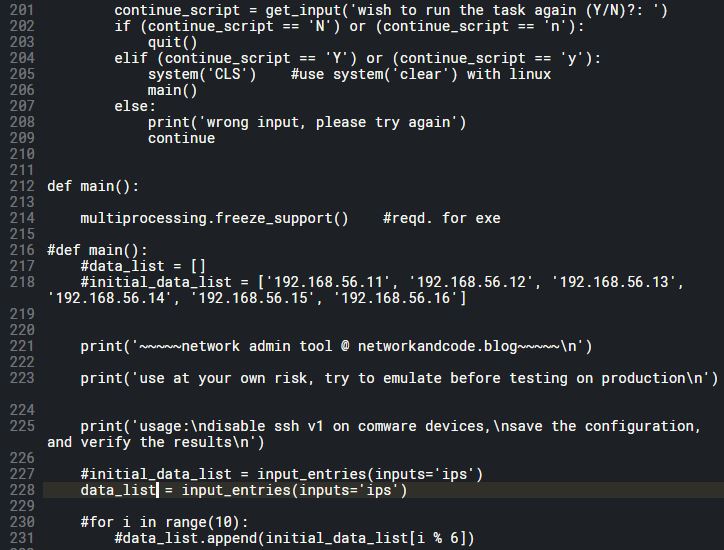 201         continue_script = get_input('wish to run the task again (Y/N)?: ')
202         if (continue_script == 'N') or (continue_script == 'n'):
203             quit()
204         elif (continue_script == 'Y') or (continue_script == 'y'):
205             system('CLS')    #use system('clear') with linux
206             main()
207         else:
208             print('wrong input, please try again')
209             continue
210
211
212 def main():
213
214     multiprocessing.freeze_support()    #reqd. for exe
215
216 #def main():
217     #data_list = []
218     #initial_data_list = ['192.168.56.11', '192.168.56.12', '192.168.56.13',
'192.168.56.14', '192.168.56.15', '192.168.56.16']
219
220
221     print('~~~~~network admin tool @ networkandcode.blog~~~~~\n')
222
223     print('use at your own risk, try to emulate before testing on production\n')
224
225     print('usage:\ndisable ssh v1 on comware devices,\nsave the configuration,
and verify the results\n')
226
227     #initial_data_list = input_entries(inputs='ips')
228     data_list = input_entries(inputs='ips')
229
230     #for i in range(10):
231         #data_list.append(initial_data_list[i % 6])